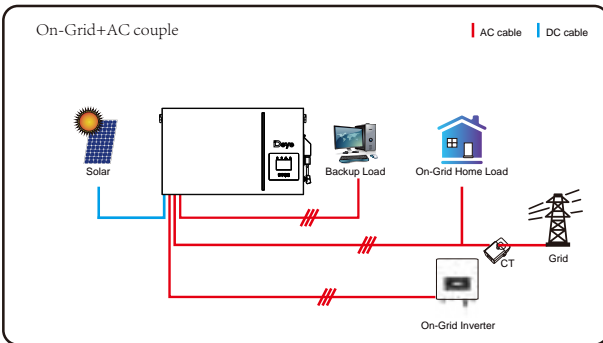 On-Grid+AC couple
AC cable
DC cable
Deye
Solar
Backup Load
On-Grid Home Load
CT
Grid
On-Grid Inverter